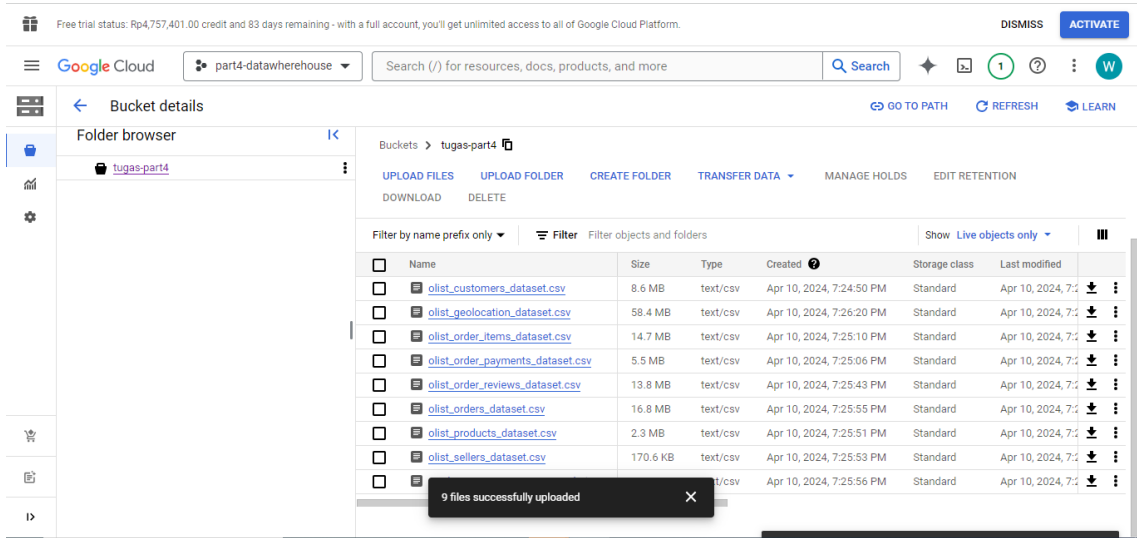 Free trial status: Rp4,757,401.00 credit and 83 days remaining - with a full account, you'll get unlimited access to all of Google Cloud Platform. DISMISS ACTIVATE
Google Cloud part4-datawherehouse Search (/) for resources, docs, products, and more Search 1 W
Bucket details GO TO PATH REFRESH LEARN
Folder browser
tugas-part4
Buckets > tugas-part4
UPLOAD FILES UPLOAD FOLDER CREATE FOLDER TRANSFER DATA MANAGE HOLDS EDIT RETENTION
DOWNLOAD DELETE
Filter by name prefix only Filter Filter objects and folders Show Live objects only
Name Size Type Created Storage class Last modified
olist_customers_dataset.csv 8.6 MB text/csv Apr 10, 2024, 7:24:50 PM Standard Apr 10, 2024, 7:2
olist_geolocation_dataset.csv 58.4 MB text/csv Apr 10, 2024, 7:26:20 PM Standard Apr 10, 2024, 7:2
olist_order_items_dataset.csv 14.7 MB text/csv Apr 10, 2024, 7:25:10 PM Standard Apr 10, 2024, 7:2
olist_order_payments_dataset.csv 5.5 MB text/csv Apr 10, 2024, 7:25:06 PM Standard Apr 10, 2024, 7:2
olist_order_reviews_dataset.csv 13.8 MB text/csv Apr 10, 2024, 7:25:43 PM Standard Apr 10, 2024, 7:2
olist_orders_dataset.csv 16.8 MB text/csv Apr 10, 2024, 7:25:55 PM Standard Apr 10, 2024, 7:2
olist_products_dataset.csv 2.3 MB text/csv Apr 10, 2024, 7:25:51 PM Standard Apr 10, 2024, 7:2
olist_sellers_dataset.csv 170.6 KB text/csv Apr 10, 2024, 7:25:53 PM Standard Apr 10, 2024, 7:2
Apr 10, 2024, 7:25:56 PM Standard Apr 10, 2024, 7:2
9 files successfully uploaded